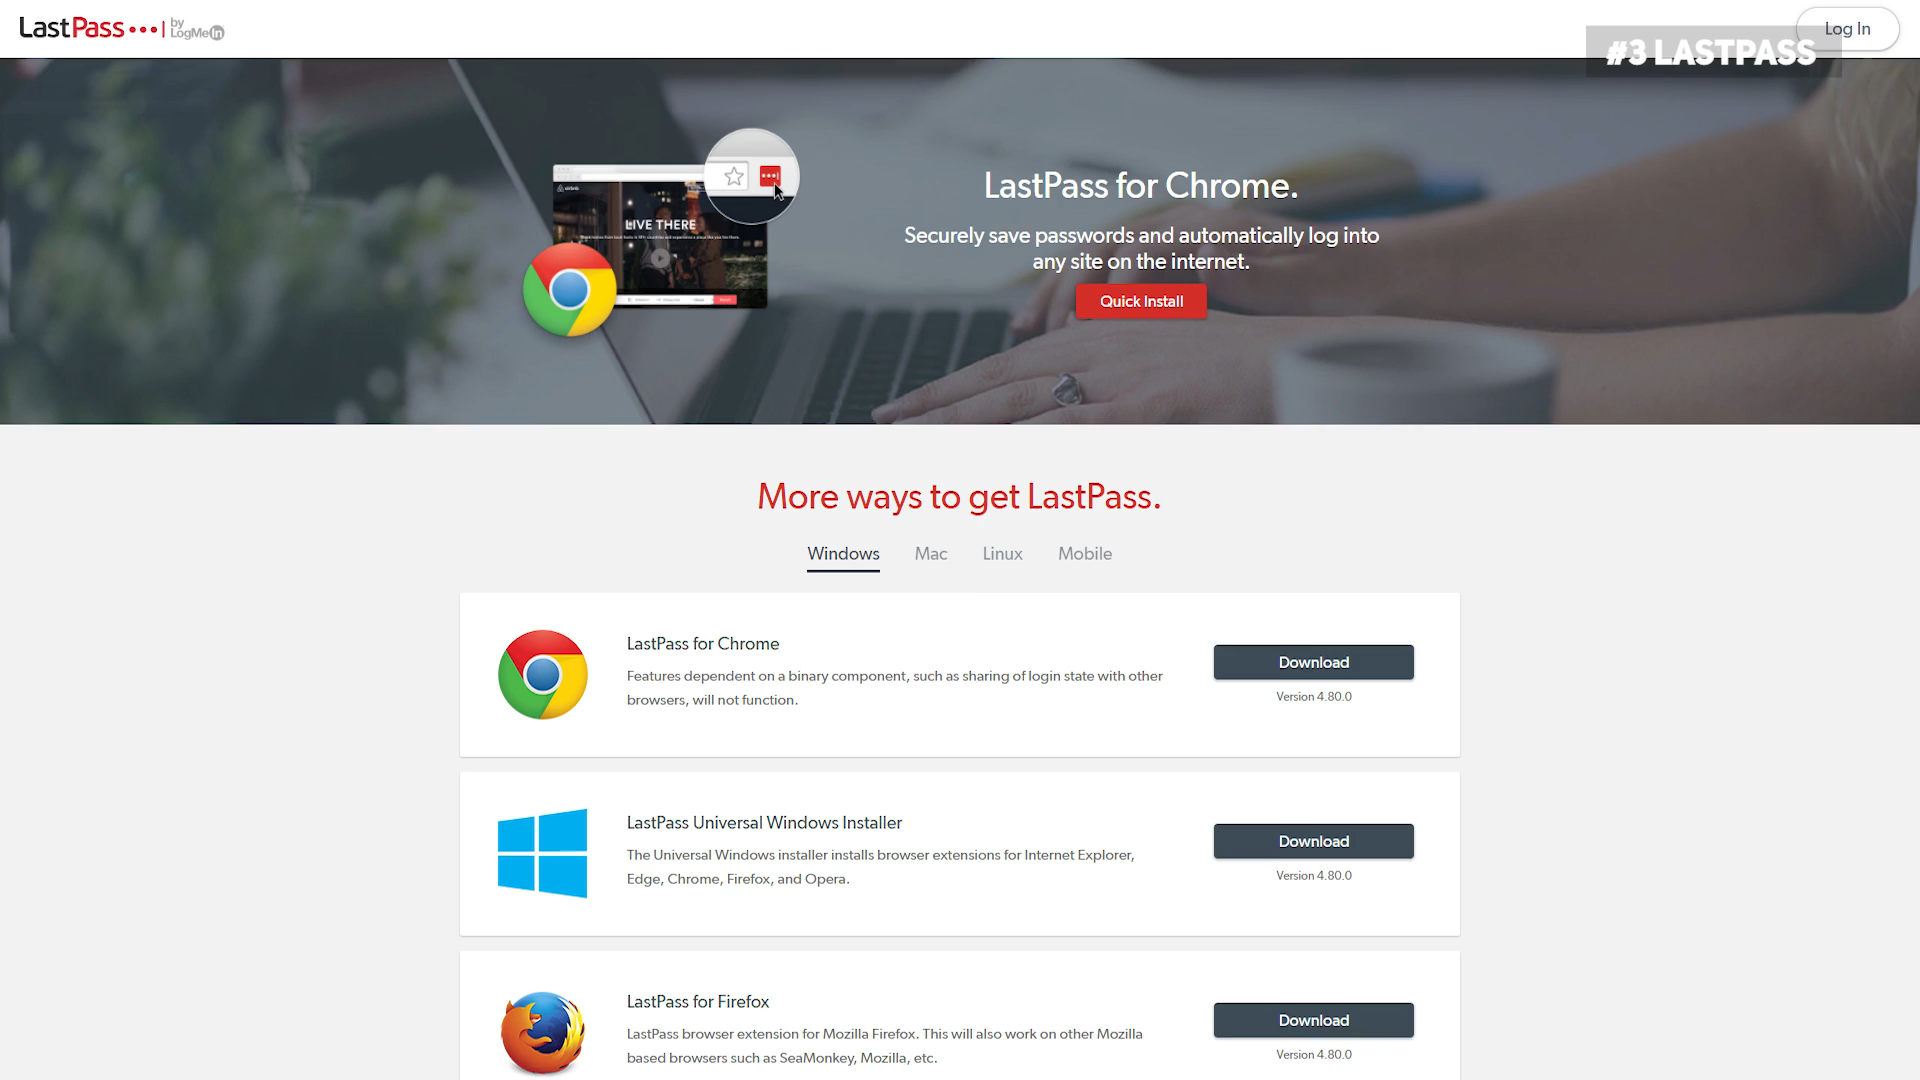 LastPass
by
LogMeIn
Log In
#3 LASTPASS
LIVE THERE
LastPass for Chrome.
Securely save passwords and automatically log into
any site on the internet.
Quick Install
More ways to get LastPass.
Windows Mac Linux Mobile
LastPass for Chrome
Features dependent on a binary component, such as sharing of login state with other
browsers, will not function.
Download
Version 4.80.0
LastPass Universal Windows Installer
The Universal Windows installer installs browser extensions for Internet Explorer,
Edge, Chrome, Firefox, and Opera.
Download
Version 4.80.0
LastPass for Firefox
LastPass browser extension for Mozilla Firefox. This will also work on other Mozilla
based browsers such as SeaMonkey, Mozilla, etc.
Download
Version 4.80.0